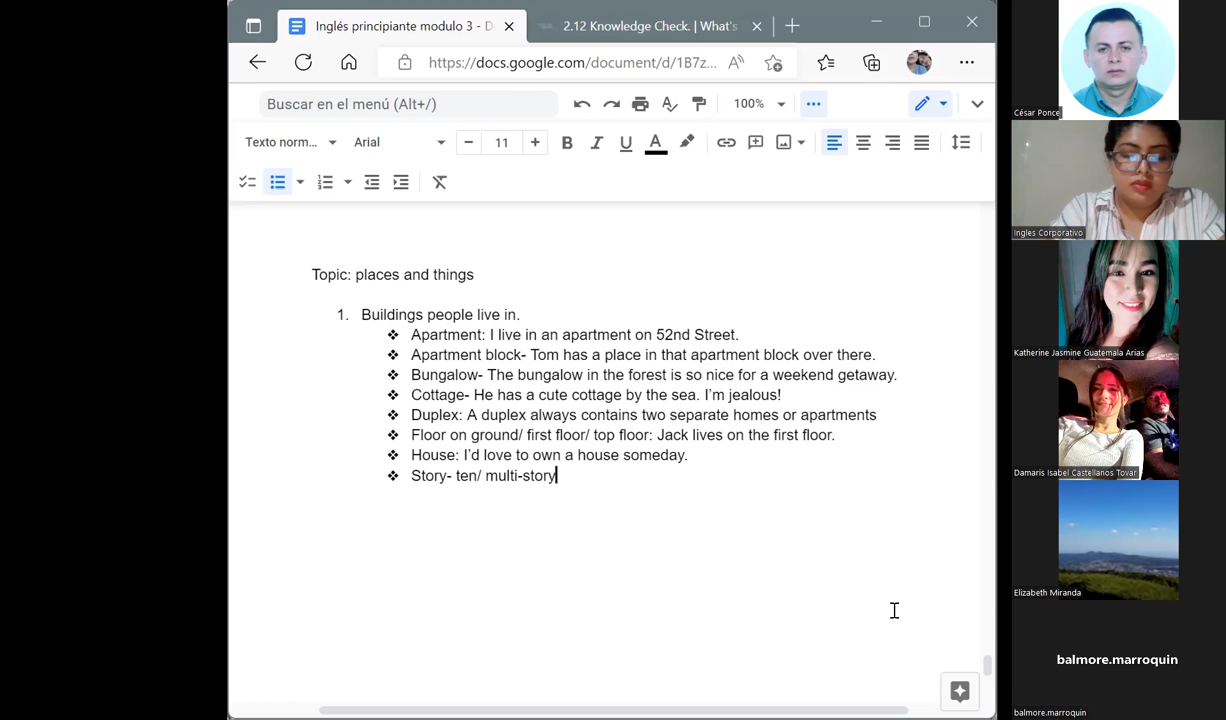 Inglés principiante modulo 3 - D
2.12 Knowledge Check. | What's
https://docs.google.com/document/d/1B7z...
Buscar en el menú (Alt+/)
100%
Texto norm...
Arial
11
Topic: places and things
1. Buildings people live in.
❖ Apartment: I live in an apartment on 52nd Street.
❖ Apartment block- Tom has a place in that apartment block over there.
❖ Bungalow- The bungalow in the forest is so nice for a weekend getaway.
❖ Cottage- He has a cute cottage by the sea. I'm jealous!
❖ Duplex: A duplex always contains two separate homes or apartments
❖ Floor on ground/ first floor/ top floor: Jack lives on the first floor.
❖ House: I'd love to own a house someday.
❖ Story- ten/ multi-story
César Ponce
Ingles Corporativo
Katherine Jasmine Guatemala Arias
Damaris Isabel Castellanos Tovar
Elizabeth Miranda
balmore.marroquin
balmore.marroquin